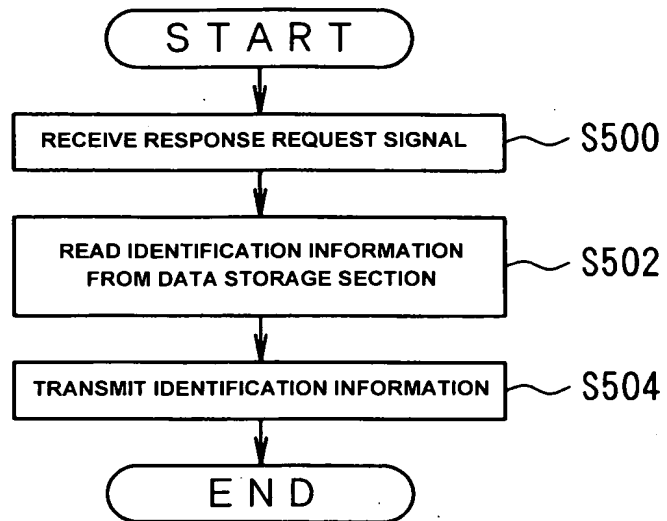 START
RECEIVE RESPONSE REQUEST SIGNAL
S500
READ IDENTIFICATION INFORMATION
FROM DATA STORAGE SECTION
S502
TRANSMIT IDENTIFICATION INFORMATION
S504
END